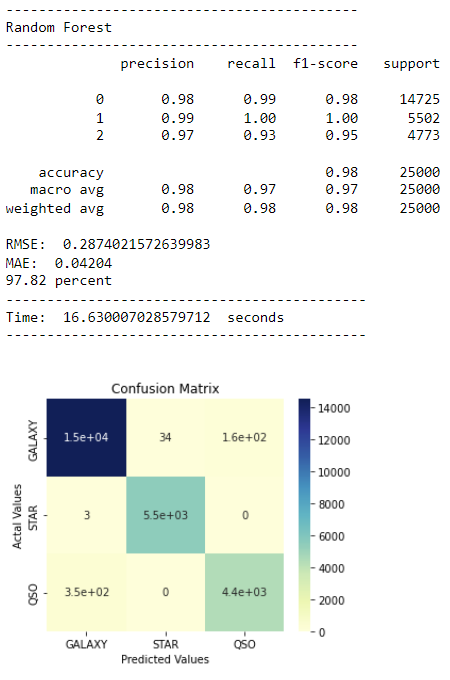 --------------------------------------------
Random Forest
--------------------------------------------
precision recall f1-score support
0 0.98 0.99 0.98 14725
1 0.99 1.00 1.00 5502
2 0.97 0.93 0.95 4773
accuracy 0.98 25000
macro avg 0.98 0.97 0.97 25000
weighted avg 0.98 0.98 0.98 25000
RMSE: 0.2874021572639983
MAE: 0.04204
97.82 percent
---------------------------------------------
Time: 16.630007028579712 seconds
---------------------------------------------
Confusion Matrix
GALAXY 1.5e+04 34 1.6e+02
STAR 3 5.5e+03 0
QSO 3.5e+02 0 4.4e+03
Actal Values
GALAXY STAR QSO
Predicted Values
14000
12000
10000
8000
6000
4000
2000
0